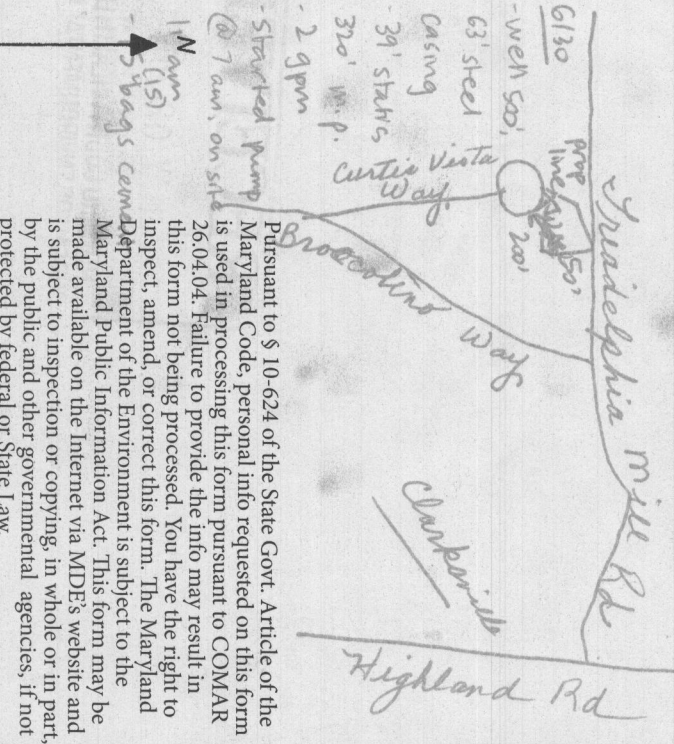 Triadelphia Mill Rd
prop
line
50'
20'
Curtis Vista
Way
Broccolino Way
Clarksville
Highland Rd
6/30
- well 500',
63' steel
casing
- 39' static
320' m.p.
- 2 gpm
- started pump
@ 7 am, on site
am
(15)
bags
N
Pursuant to § 10-624 of the State Govt. Article of the
Maryland Code, personal info requested on this form
is used in processing this form pursuant to COMAR
26.04.04. Failure to provide the info may result in
this form not being processed. You have the right to
inspect, amend, or correct this form. The Maryland
Department of the Environment is subject to the
Maryland Public Information Act. This form may be
made available on the Internet via MDE's website and
is subject to inspection or copying, in whole or in part,
by the public and other governmental agencies, if not
protected by federal or State Law.